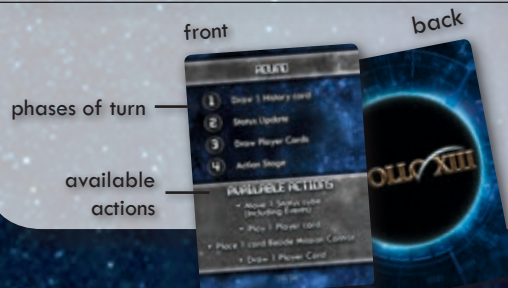 front
back
ROUND
1 Draw 1 History card
2 Status Update
3 Draw Player Cards
4 Action Stage
phases of turn
AVAILABLE ACTIONS
• Move 1 Status cube
(Including Events)
• Play 1 Player card
• Place 1 card Beside Mission Control
• Draw 1 Player Card
available
actions
OLLO XIII